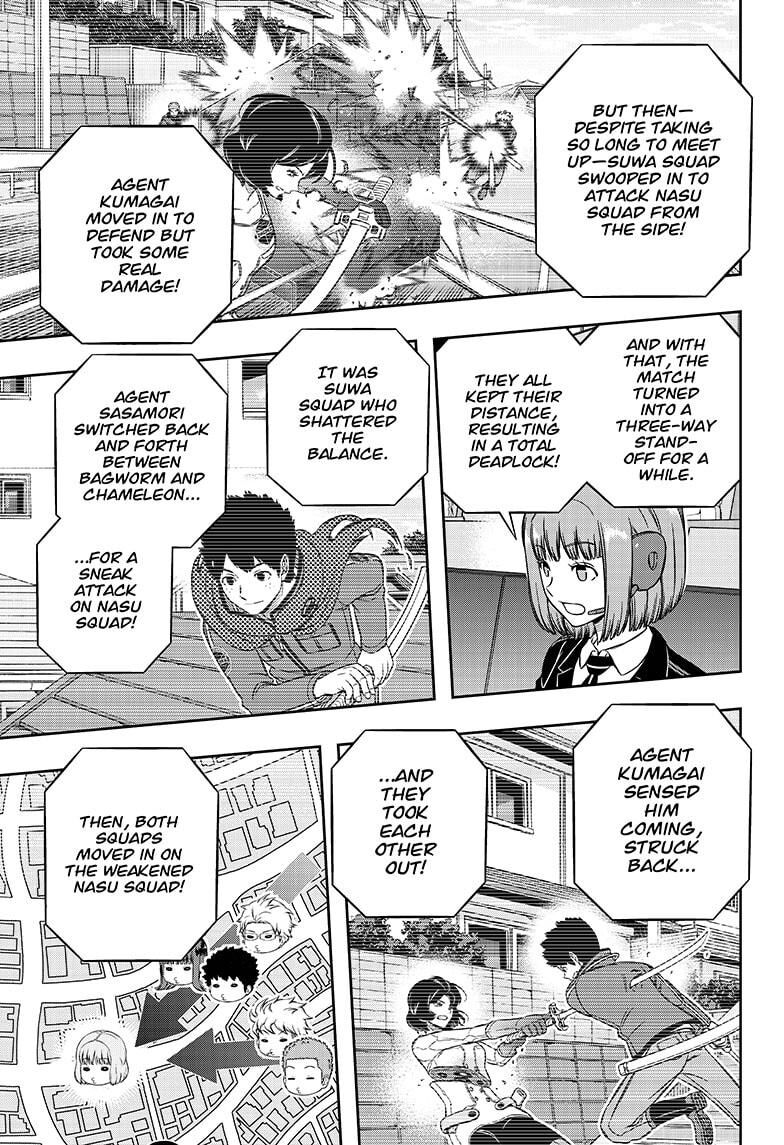 BUT THEN—
DESPITE TAKING
SO LONG TO MEET
UP—SUWA SQUAD
SWOOPED IN TO
ATTACK NASU
SQUAD FROM
THE SIDE!
AGENT
KUMAGAI
MOVED IN TO
DEFEND BUT
TOOK SOME
REAL
DAMAGE!
AND WITH
THAT, THE
MATCH
TURNED
INTO A
THREE-WAY
STAND-
OFF FOR A
WHILE.
THEY ALL
KEPT THEIR
DISTANCE,
RESULTING
IN A TOTAL
DEADLOCK!
IT WAS
SUWA
SQUAD WHO
SHATTERED
THE
BALANCE.
AGENT
SASAMORI
SWITCHED BACK
AND FORTH
BETWEEN
BAGWORM AND
CHAMELEON...
...FOR A
SNEAK
ATTACK
ON NASU
SQUAD!
AGENT
KUMAGAI
SENSED
HIM
COMING,
STRUCK
BACK...
...AND
THEY
TOOK
EACH
OTHER
OUT!
THEN, BOTH
SQUADS
MOVED IN ON
THE WEAKENED
NASU SQUAD!